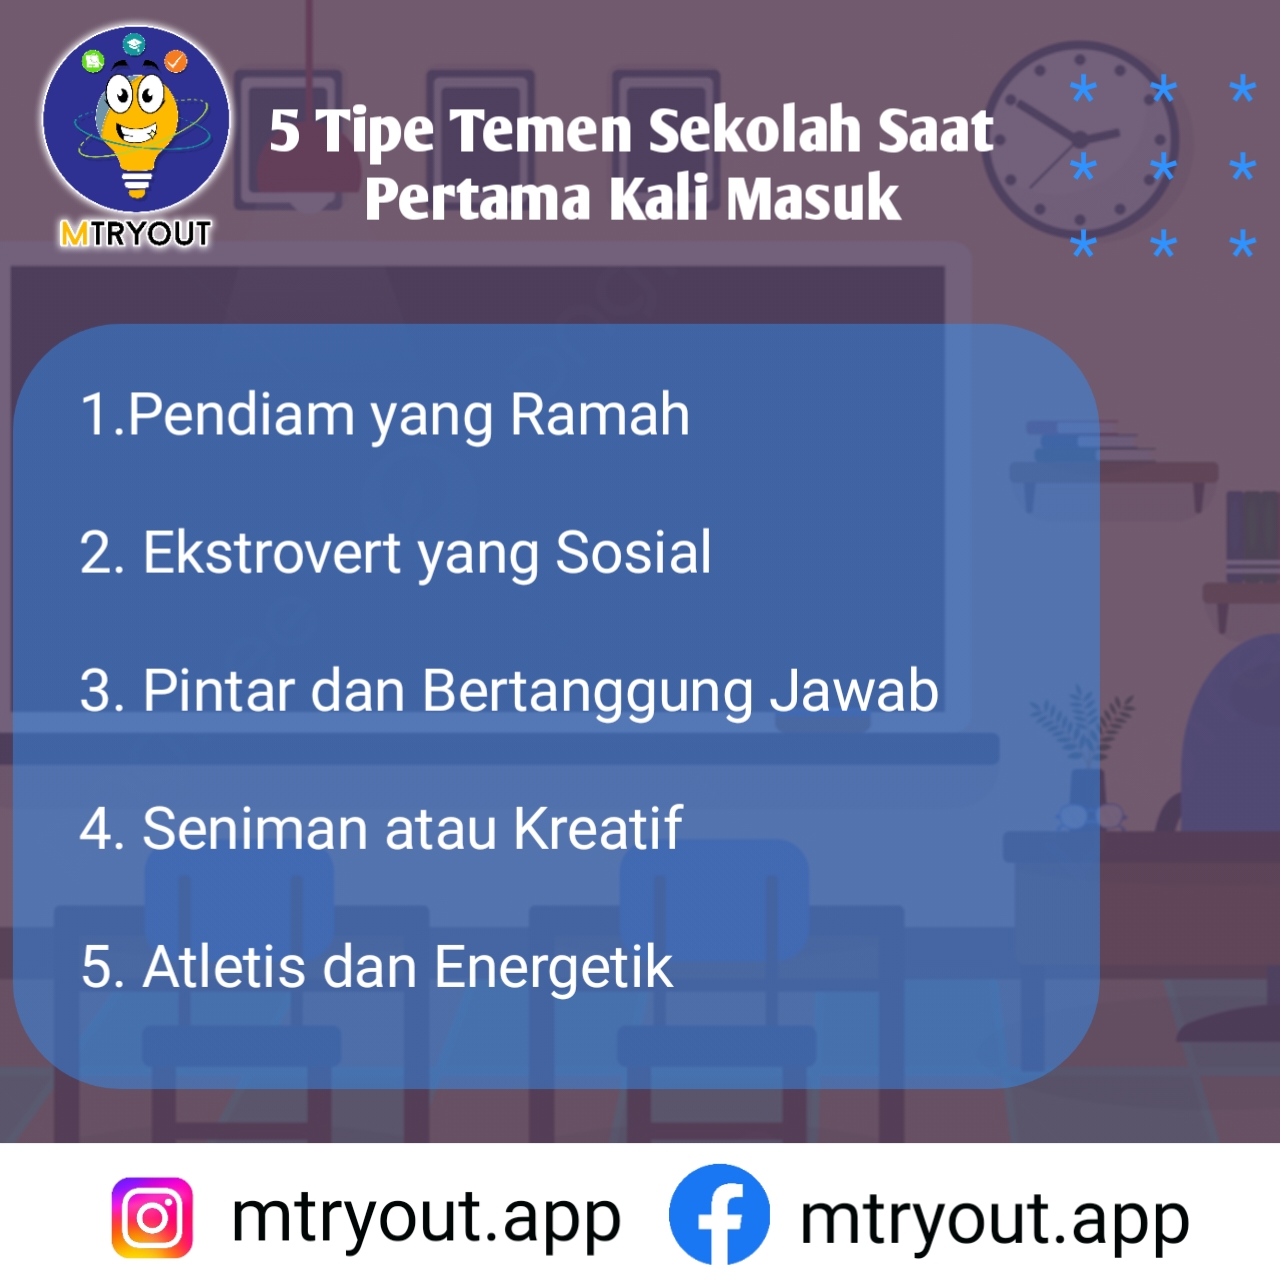 MTRYOUT
5 Tipe Temen Sekolah Saat
Pertama Kali Masuk
* * *
* * *
* * *
1.Pendiam yang Ramah
2. Ekstrovert yang Sosial
3. Pintar dan Bertanggung Jawab
4. Seniman atau Kreatif
5. Atletis dan Energetik
mtryout.app mtryout.app